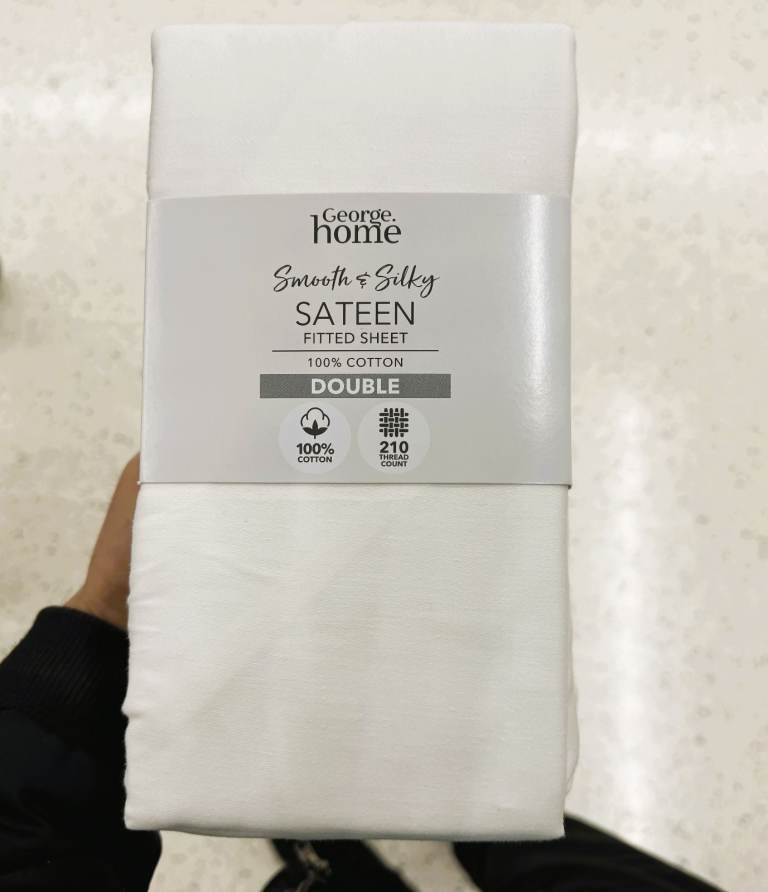 George.
home
Smooth & Silky
SATEEN
FITTED SHEET
100% COTTON
DOUBLE
100%
COTTON
210
THREAD
COUNT